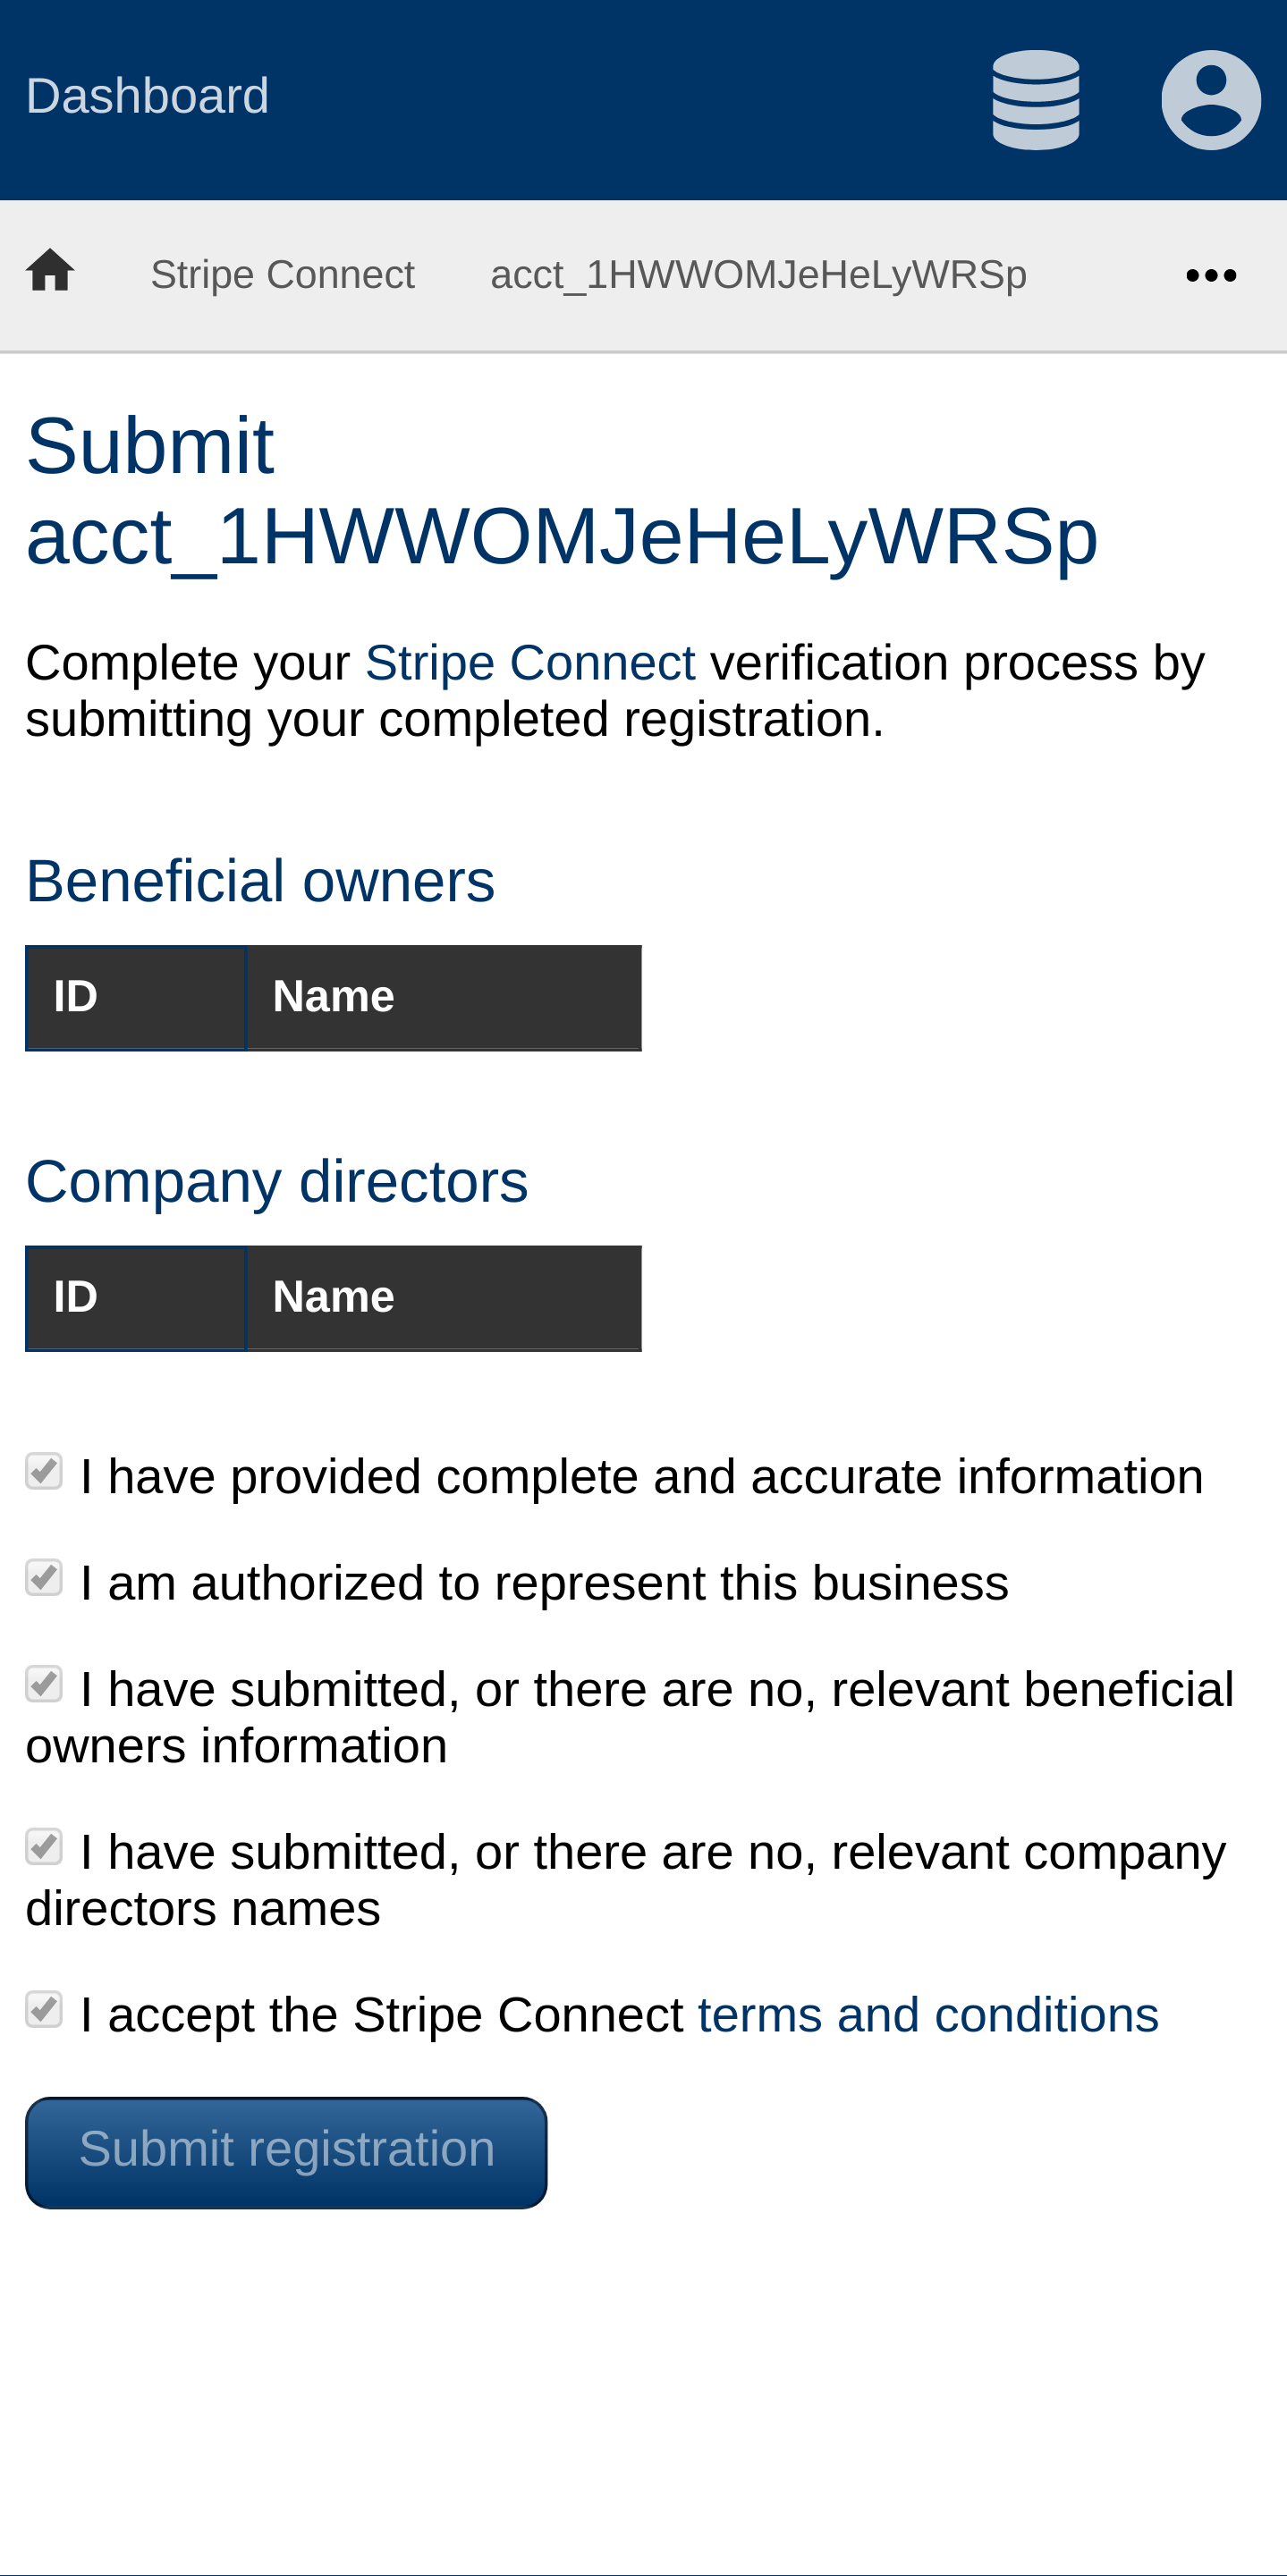 Dashboard
Stripe Connect acct_1HWWOMJeHeLyWRSp
Submit
acct_1HWWOMJeHeLyWRSp
Complete your Stripe Connect verification process by
submitting your completed registration.
Beneficial owners
ID Name
Company directors
ID Name
I have provided complete and accurate information
I am authorized to represent this business
I have submitted, or there are no, relevant beneficial
owners information
I have submitted, or there are no, relevant company
directors names
I accept the Stripe Connect terms and conditions
Submit registration